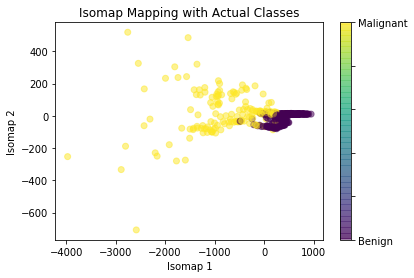 Isomap Mapping with Actual Classes
Malignant
400
200
0
−200
−400
−600
Isomap 2
−4000 −3000 −2000 −1000 0 1000
Benign
Isomap 1